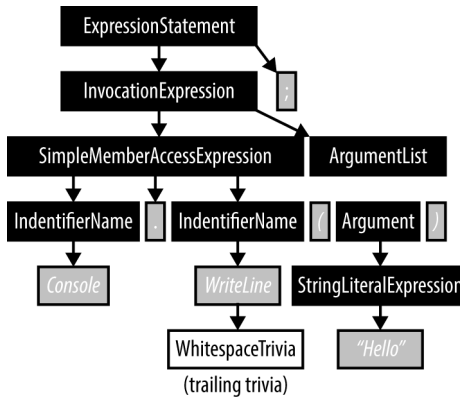 ExpressionStatement
;
InvocationExpression
SimpleMemberAccessExpression ArgumentList
IndentifierName . IndentifierName ( Argument )
Console WriteLine StringLiteralExpression
WhitespaceTrivia "Hello"
(trailing trivia)